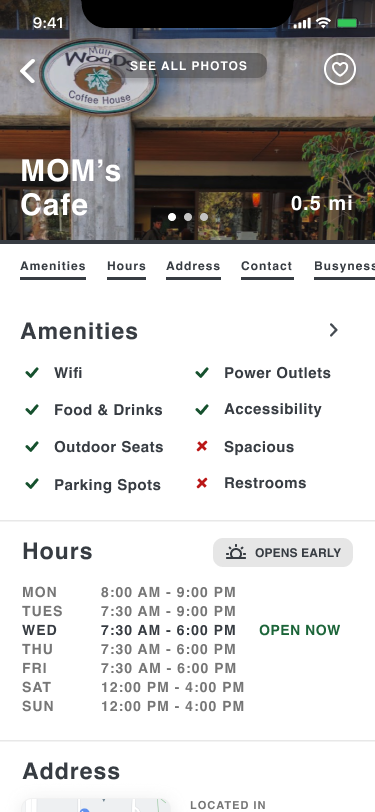 9:41
Muir
Woods
Coffee House
SEE ALL PHOTOS
MOM's
Cafe
0.5 mi
Amenities Hours Address Contact Busyness
Amenities
Wifi Power Outlets
Food & Drinks Accessibility
Outdoor Seats Spacious
Parking Spots Restrooms
Hours OPENS EARLY
MON 8:00 AM - 9:00 PM
TUES 7:30 AM - 9:00 PM
WED 7:30 AM - 6:00 PM OPEN NOW
THU 7:30 AM - 6:00 PM
FRI 7:30 AM - 6:00 PM
SAT 12:00 PM - 4:00 PM
SUN 12:00 PM - 4:00 PM
Address
LOCATED IN